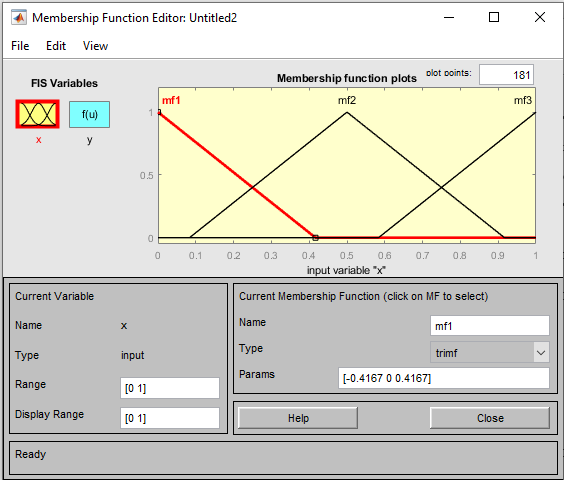 Membership Function Editor: Untitled2
File Edit View
FIS Variables
Membership function plots
plot points:
181
f(u)
x
y
mf1
mf2
mf3
1
0.5
0
0 0.1 0.2 0.3 0.4 0.5 0.6 0.7 0.8 0.9 1
input variable "x"
Current Variable
Name x
Type input
Range [0 1]
Display Range [0 1]
Current Membership Function (click on MF to select)
Name mf1
Type trimf
Params [-0.4167 0 0.4167]
Help Close
Ready